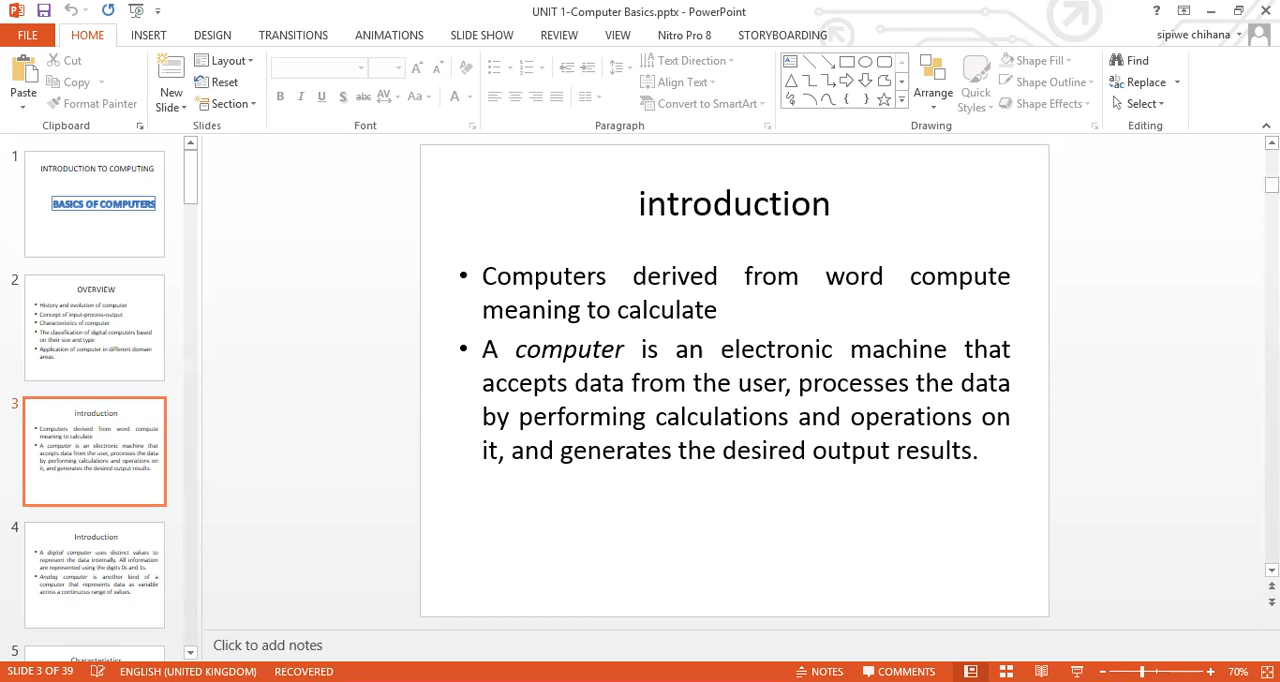 UNIT 1-Computer Basics.pptx - PowerPoint
?
FILE HOME INSERT DESIGN TRANSITIONS ANIMATIONS SLIDE SHOW REVIEW VIEW Nitro Pro 8 STORYBOARDING sipiwe chihana
Paste
Cut
Copy
Format Painter
Clipboard
New Slide
Layout
Reset
Section
Slides
B I U S abc AV Aa A
Font
Text Direction
Align Text
Convert to SmartArt
Paragraph
Arrange
Quick Styles
Shape Fill
Shape Outline
Shape Effects
Drawing
Find
Replace
Select
Editing
1
INTRODUCTION TO COMPUTING
BASICS OF COMPUTERS
2
OVERVIEW
• History and evolution of computer
• Concept of input-process-output
• Characteristics of computer
• The classification of digital computers based
on their size and type
• Application of computer in different domain
areas.
3
introduction
• Computers derived from word compute
meaning to calculate
• A computer is an electronic machine that
accepts data from the user, processes the data
by performing calculations and operations on
it, and generates the desired output results.
4
Introduction
• A digital computer uses distinct values to
represent the data internally. All information
are represented using the digits 0s and 1s.
• Analog computer is another kind of a
computer that represents data as variable
across a continuous range of values.
5
Characteristics
introduction
• Computers derived from word compute
meaning to calculate
• A computer is an electronic machine that
accepts data from the user, processes the data
by performing calculations and operations on
it, and generates the desired output results.
Click to add notes
SLIDE 3 OF 39 ENGLISH (UNITED KINGDOM) RECOVERED NOTES COMMENTS 70%